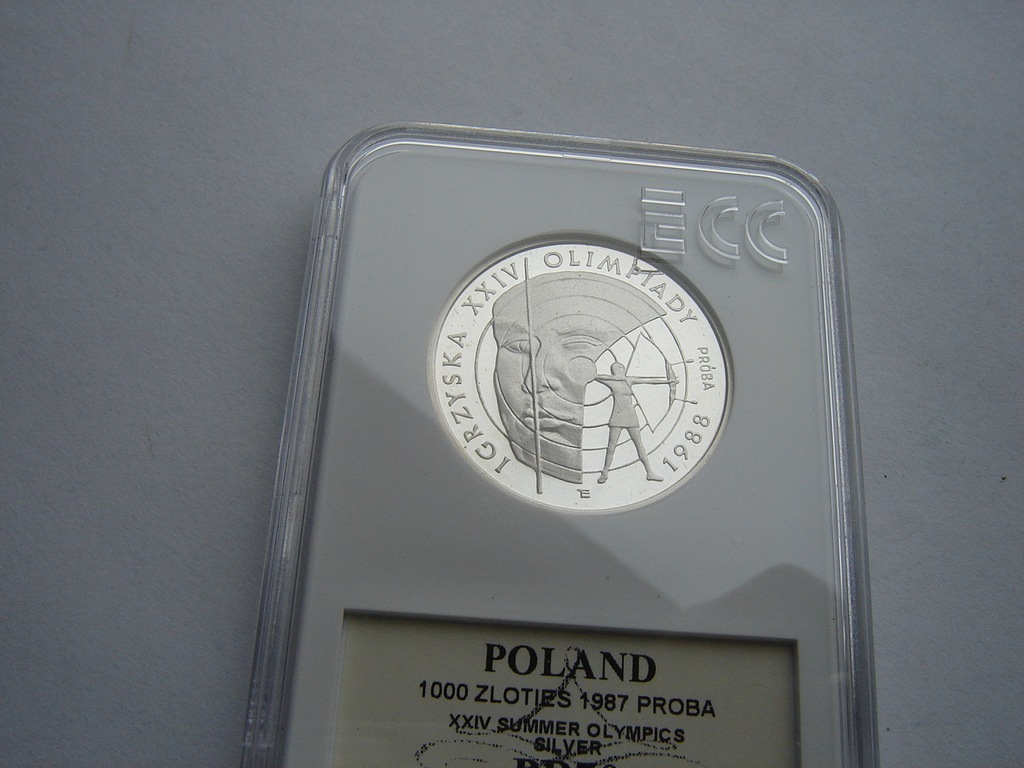 ECC
IGRZYSKA XXIV OLIMPIADY
PRÓBA
1988
E
POLAND
1000 ZLOTIES 1987 PROBA
XXIV SUMMER OLYMPICS
SILVER